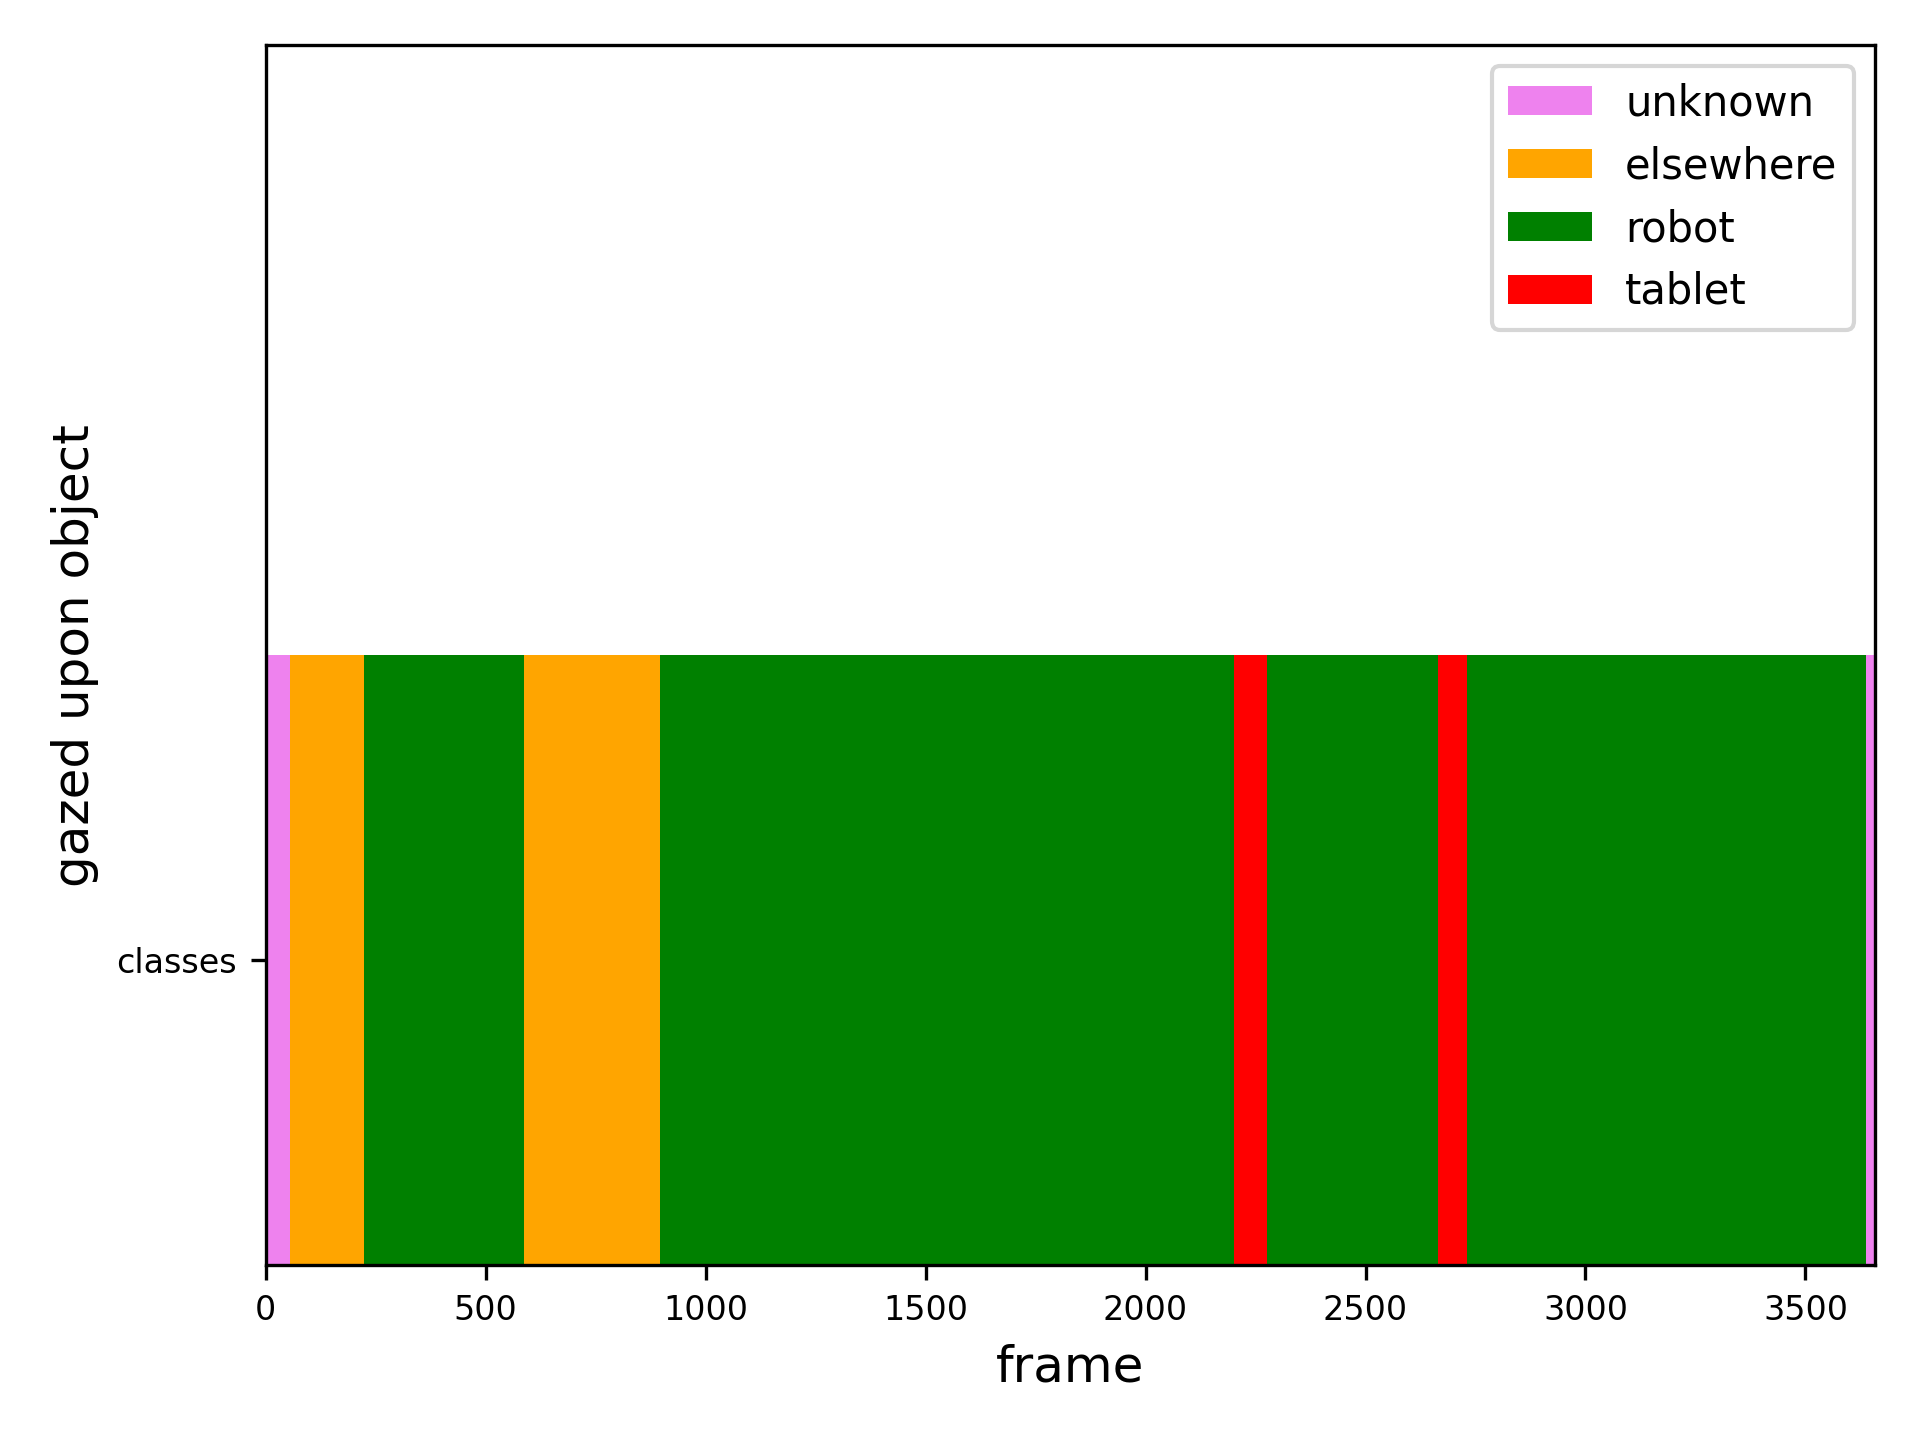 unknown
elsewhere
robot
tablet
gazed upon object
classes
0 500 1000 1500 2000 2500 3000 3500
frame